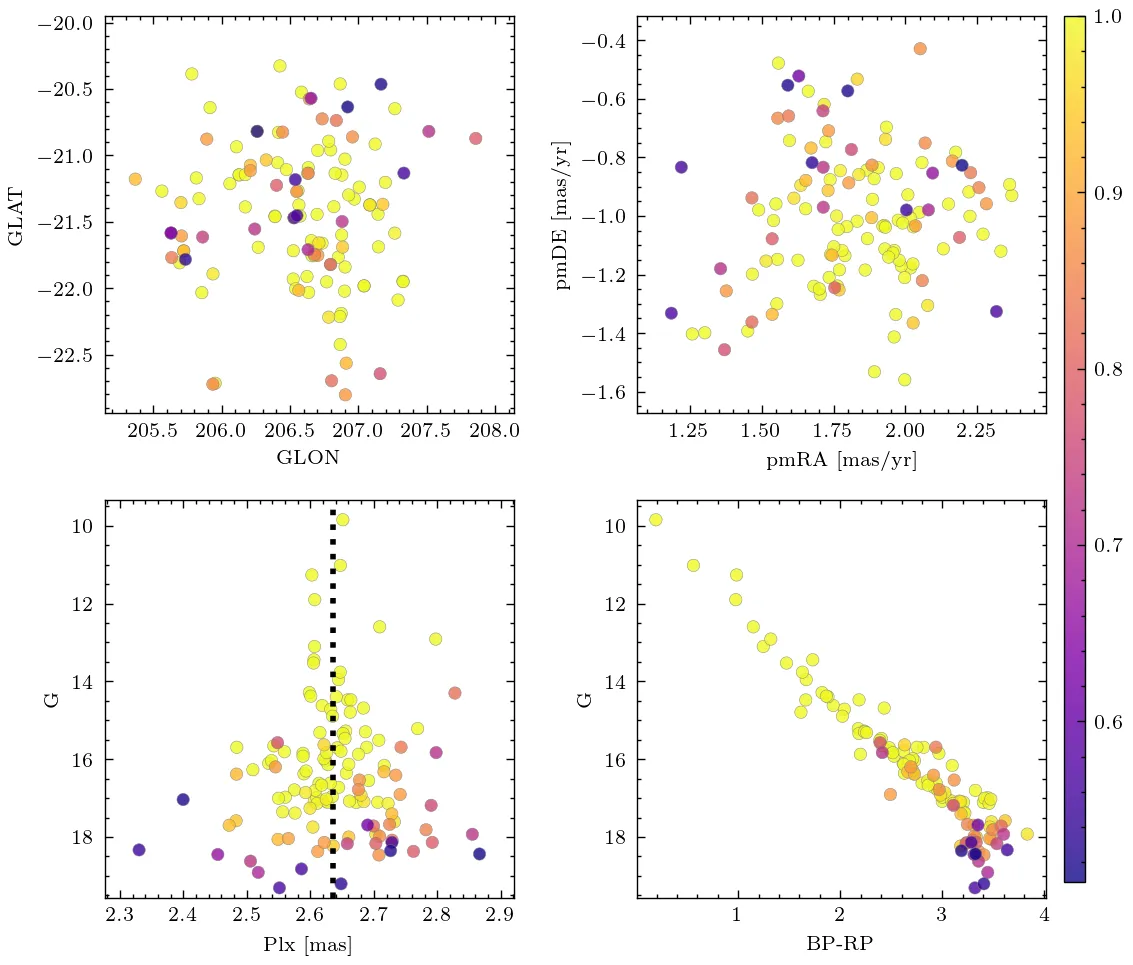 −20.0
−20.5
−21.0
−21.5
−22.0
−22.5
GLAT
205.5 206.0 206.5 207.0 207.5 208.0
GLON
−0.4
−0.6
−0.8
−1.0
−1.2
−1.4
−1.6
pmDE [mas/yr]
1.25 1.50 1.75 2.00 2.25
pmRA [mas/yr]
1.0
0.9
0.8
0.7
0.6
10
12
14
16
18
G
2.3 2.4 2.5 2.6 2.7 2.8 2.9
Plx [mas]
10
12
14
16
18
G
1 2 3 4
BP-RP